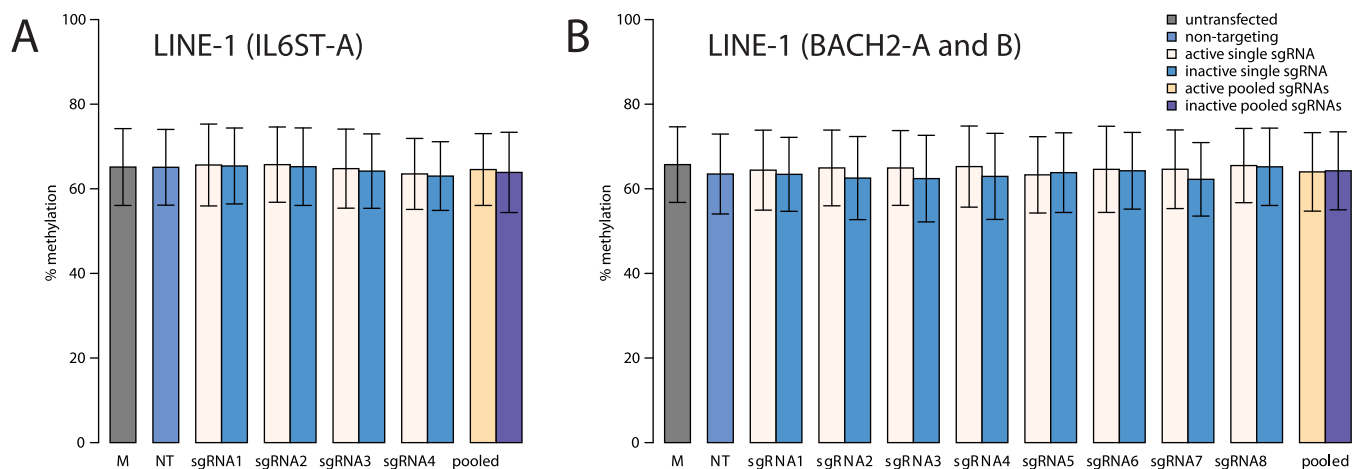 A
LINE-1 (IL6ST-A)
% methylation
100
80
60
40
20
0
M NT sgRNA1 sgRNA2 sgRNA3 sgRNA4 pooled
B
LINE-1 (BACH2-A and B)
untransfected
non-targeting
active single sgRNA
inactive single sgRNA
active pooled sgRNAs
inactive pooled sgRNAs
% methylation
100
80
60
40
20
0
M NT sgRNA1 sgRNA2 sgRNA3 sgRNA4 sgRNA5 sgRNA6 sgRNA7 sgRNA8 pooled